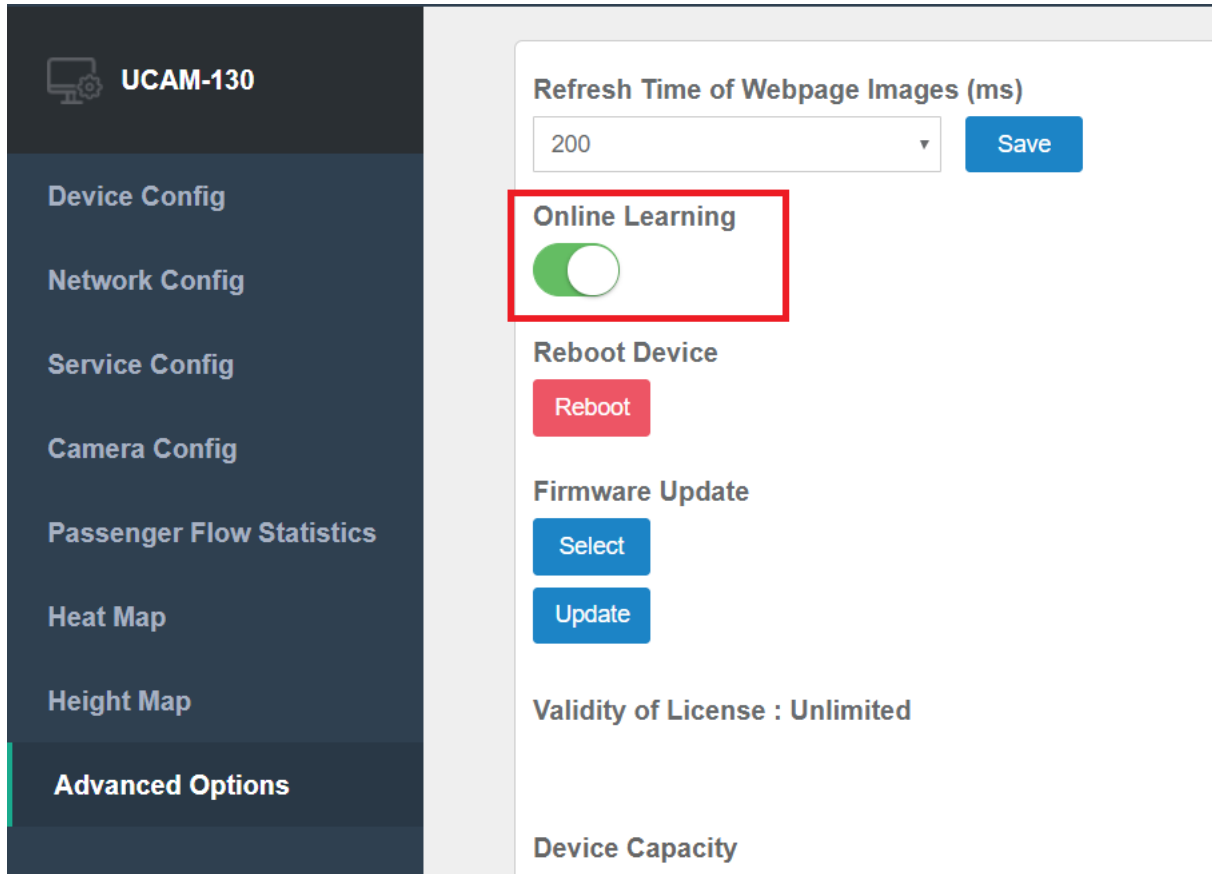 UCAM-130
Device Config
Network Config
Service Config
Camera Config
Passenger Flow Statistics
Heat Map
Height Map
Advanced Options
Refresh Time of Webpage Images (ms)
200
Save
Online Learning
Reboot Device
Reboot
Firmware Update
Select
Update
Validity of License : Unlimited
Device Capacity